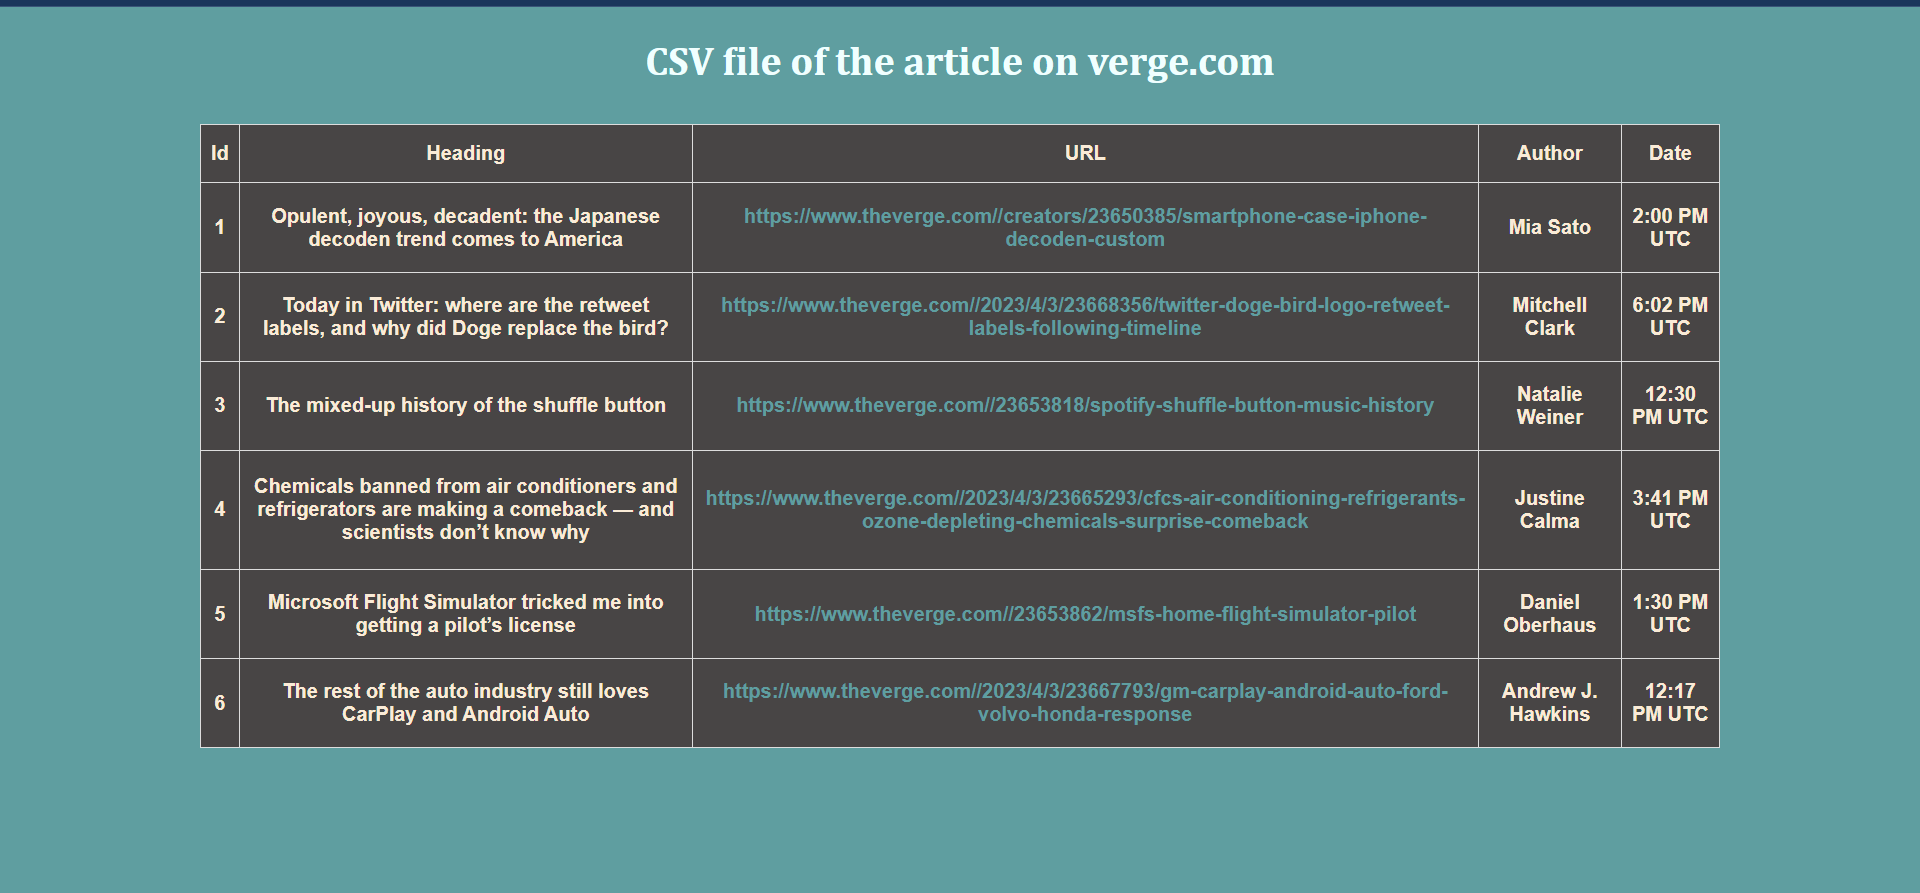 CSV file of the article on verge.com
Id Heading URL Author Date
1 Opulent, joyous, decadent: the Japanese decoden trend comes to America https://www.theverge.com//creators/23650385/smartphone-case-iphone-decoden-custom Mia Sato 2:00 PM UTC
2 Today in Twitter: where are the retweet labels, and why did Doge replace the bird? https://www.theverge.com//2023/4/3/23668356/twitter-doge-bird-logo-retweet-labels-following-timeline Mitchell Clark 6:02 PM UTC
3 The mixed-up history of the shuffle button https://www.theverge.com//23653818/spotify-shuffle-button-music-history Natalie Weiner 12:30 PM UTC
4 Chemicals banned from air conditioners and refrigerators are making a comeback — and scientists don’t know why https://www.theverge.com//2023/4/3/23665293/cfcs-air-conditioning-refrigerants-ozone-depleting-chemicals-surprise-comeback Justine Calma 3:41 PM UTC
5 Microsoft Flight Simulator tricked me into getting a pilot’s license https://www.theverge.com//23653862/msfs-home-flight-simulator-pilot Daniel Oberhaus 1:30 PM UTC
6 The rest of the auto industry still loves CarPlay and Android Auto https://www.theverge.com//2023/4/3/23667793/gm-carplay-android-auto-ford-volvo-honda-response Andrew J. Hawkins 12:17 PM UTC